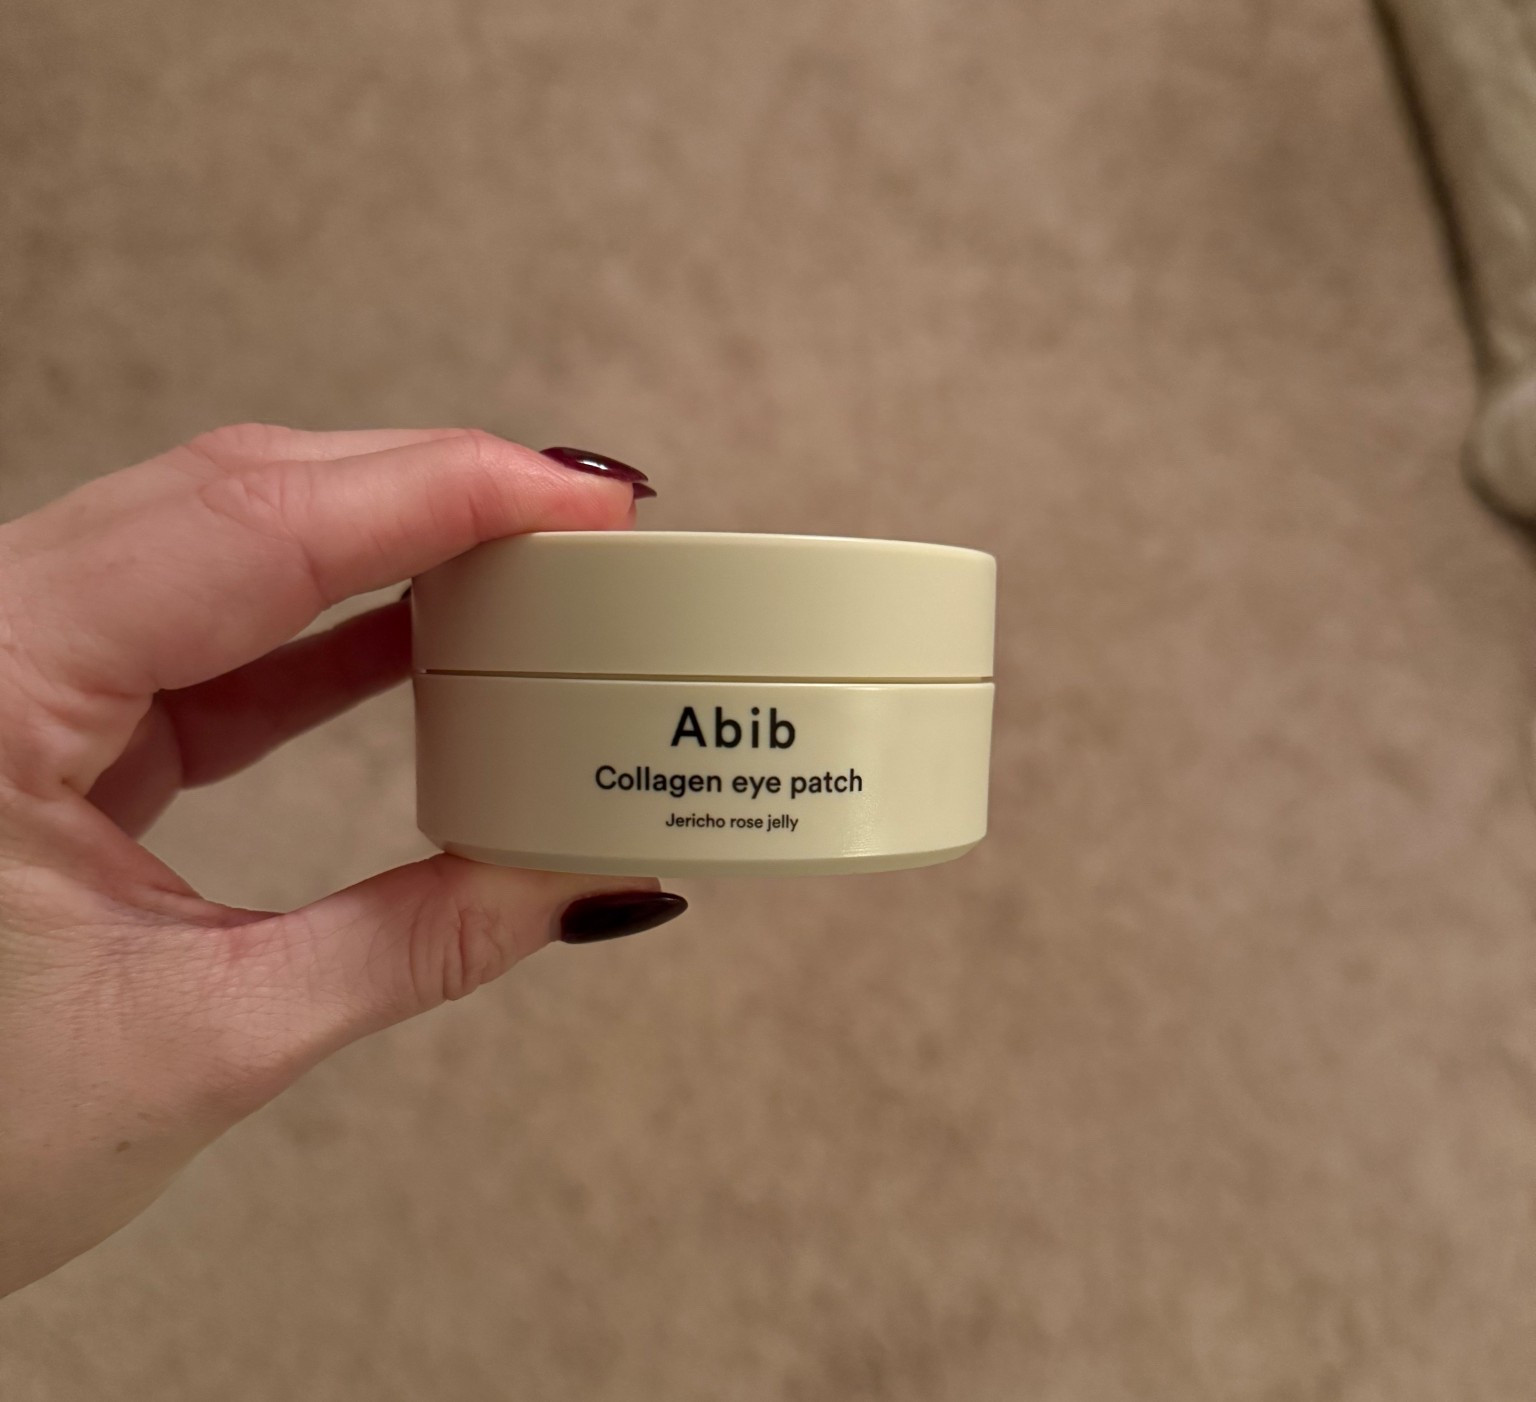 Abib
Collagen eye patch
Jericho rose jelly